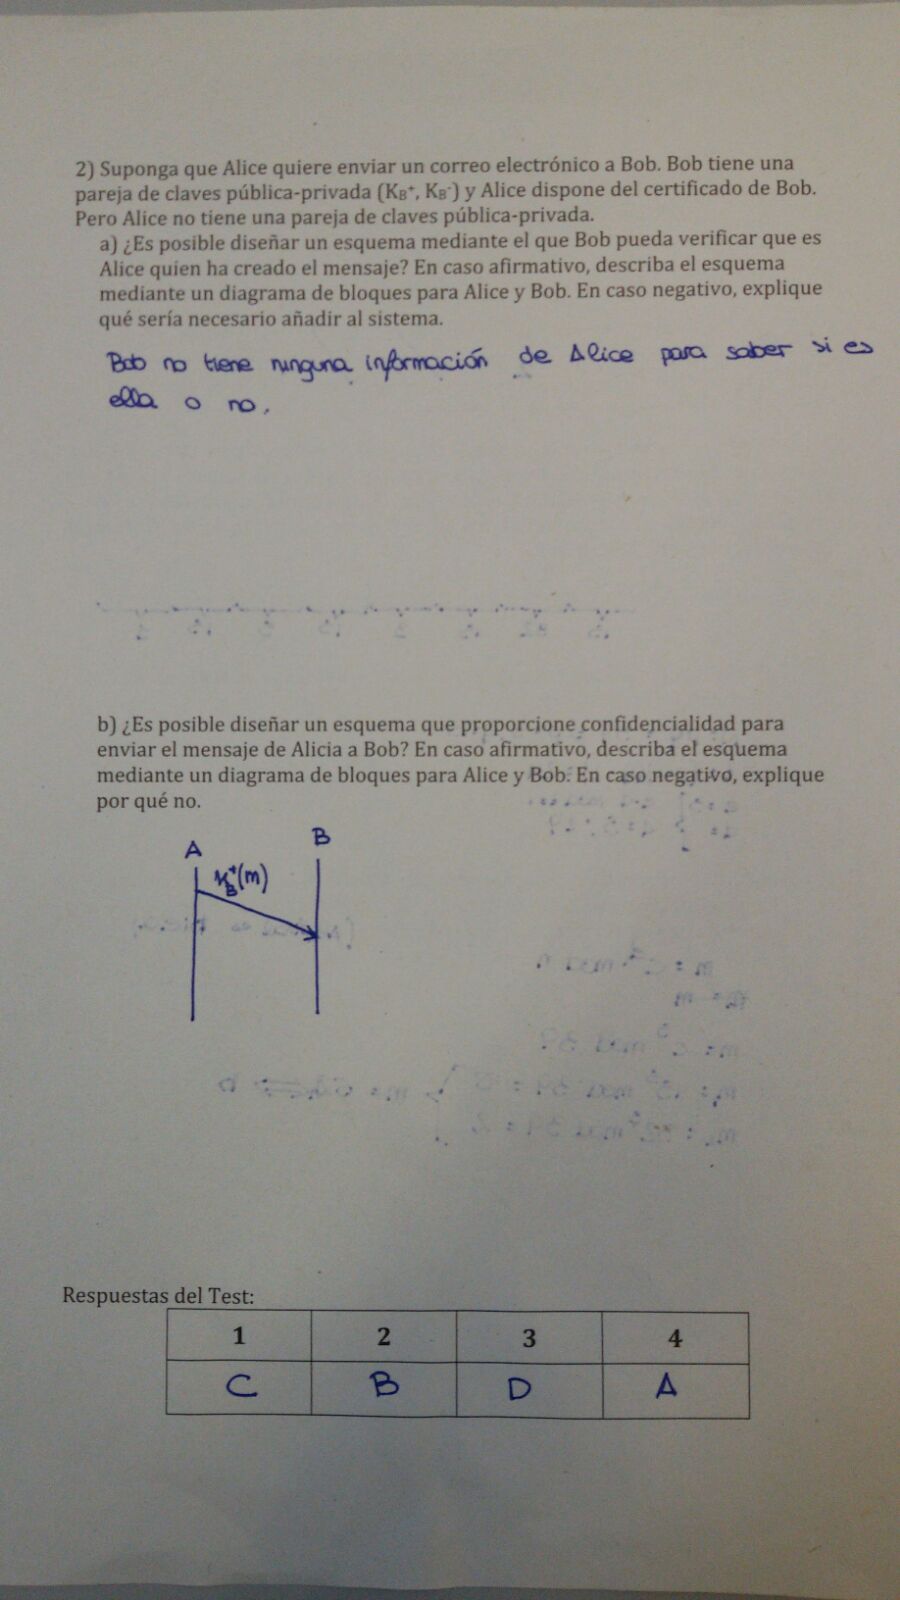 2) Suponga que Alice quiere enviar un correo electrónico a Bob. Bob tiene una
pareja de claves pública-privada (K_B⁺, K_B⁻) y Alice dispone del certificado de Bob.
Pero Alice no tiene una pareja de claves pública-privada.
a) ¿Es posible diseñar un esquema mediante el que Bob pueda verificar que es
Alice quien ha creado el mensaje? En caso afirmativo, describa el esquema
mediante un diagrama de bloques para Alice y Bob. En caso negativo, explique
qué sería necesario añadir al sistema.
Bob no tiene ninguna información de Alice para saber si es
ella o no.
b) ¿Es posible diseñar un esquema que proporcione confidencialidad para
enviar el mensaje de Alicia a Bob? En caso afirmativo, describa el esquema
mediante un diagrama de bloques para Alice y Bob. En caso negativo, explique
por qué no.
A B
K_B⁺(m)
Respuestas del Test:
1 2 3 4
C B D A